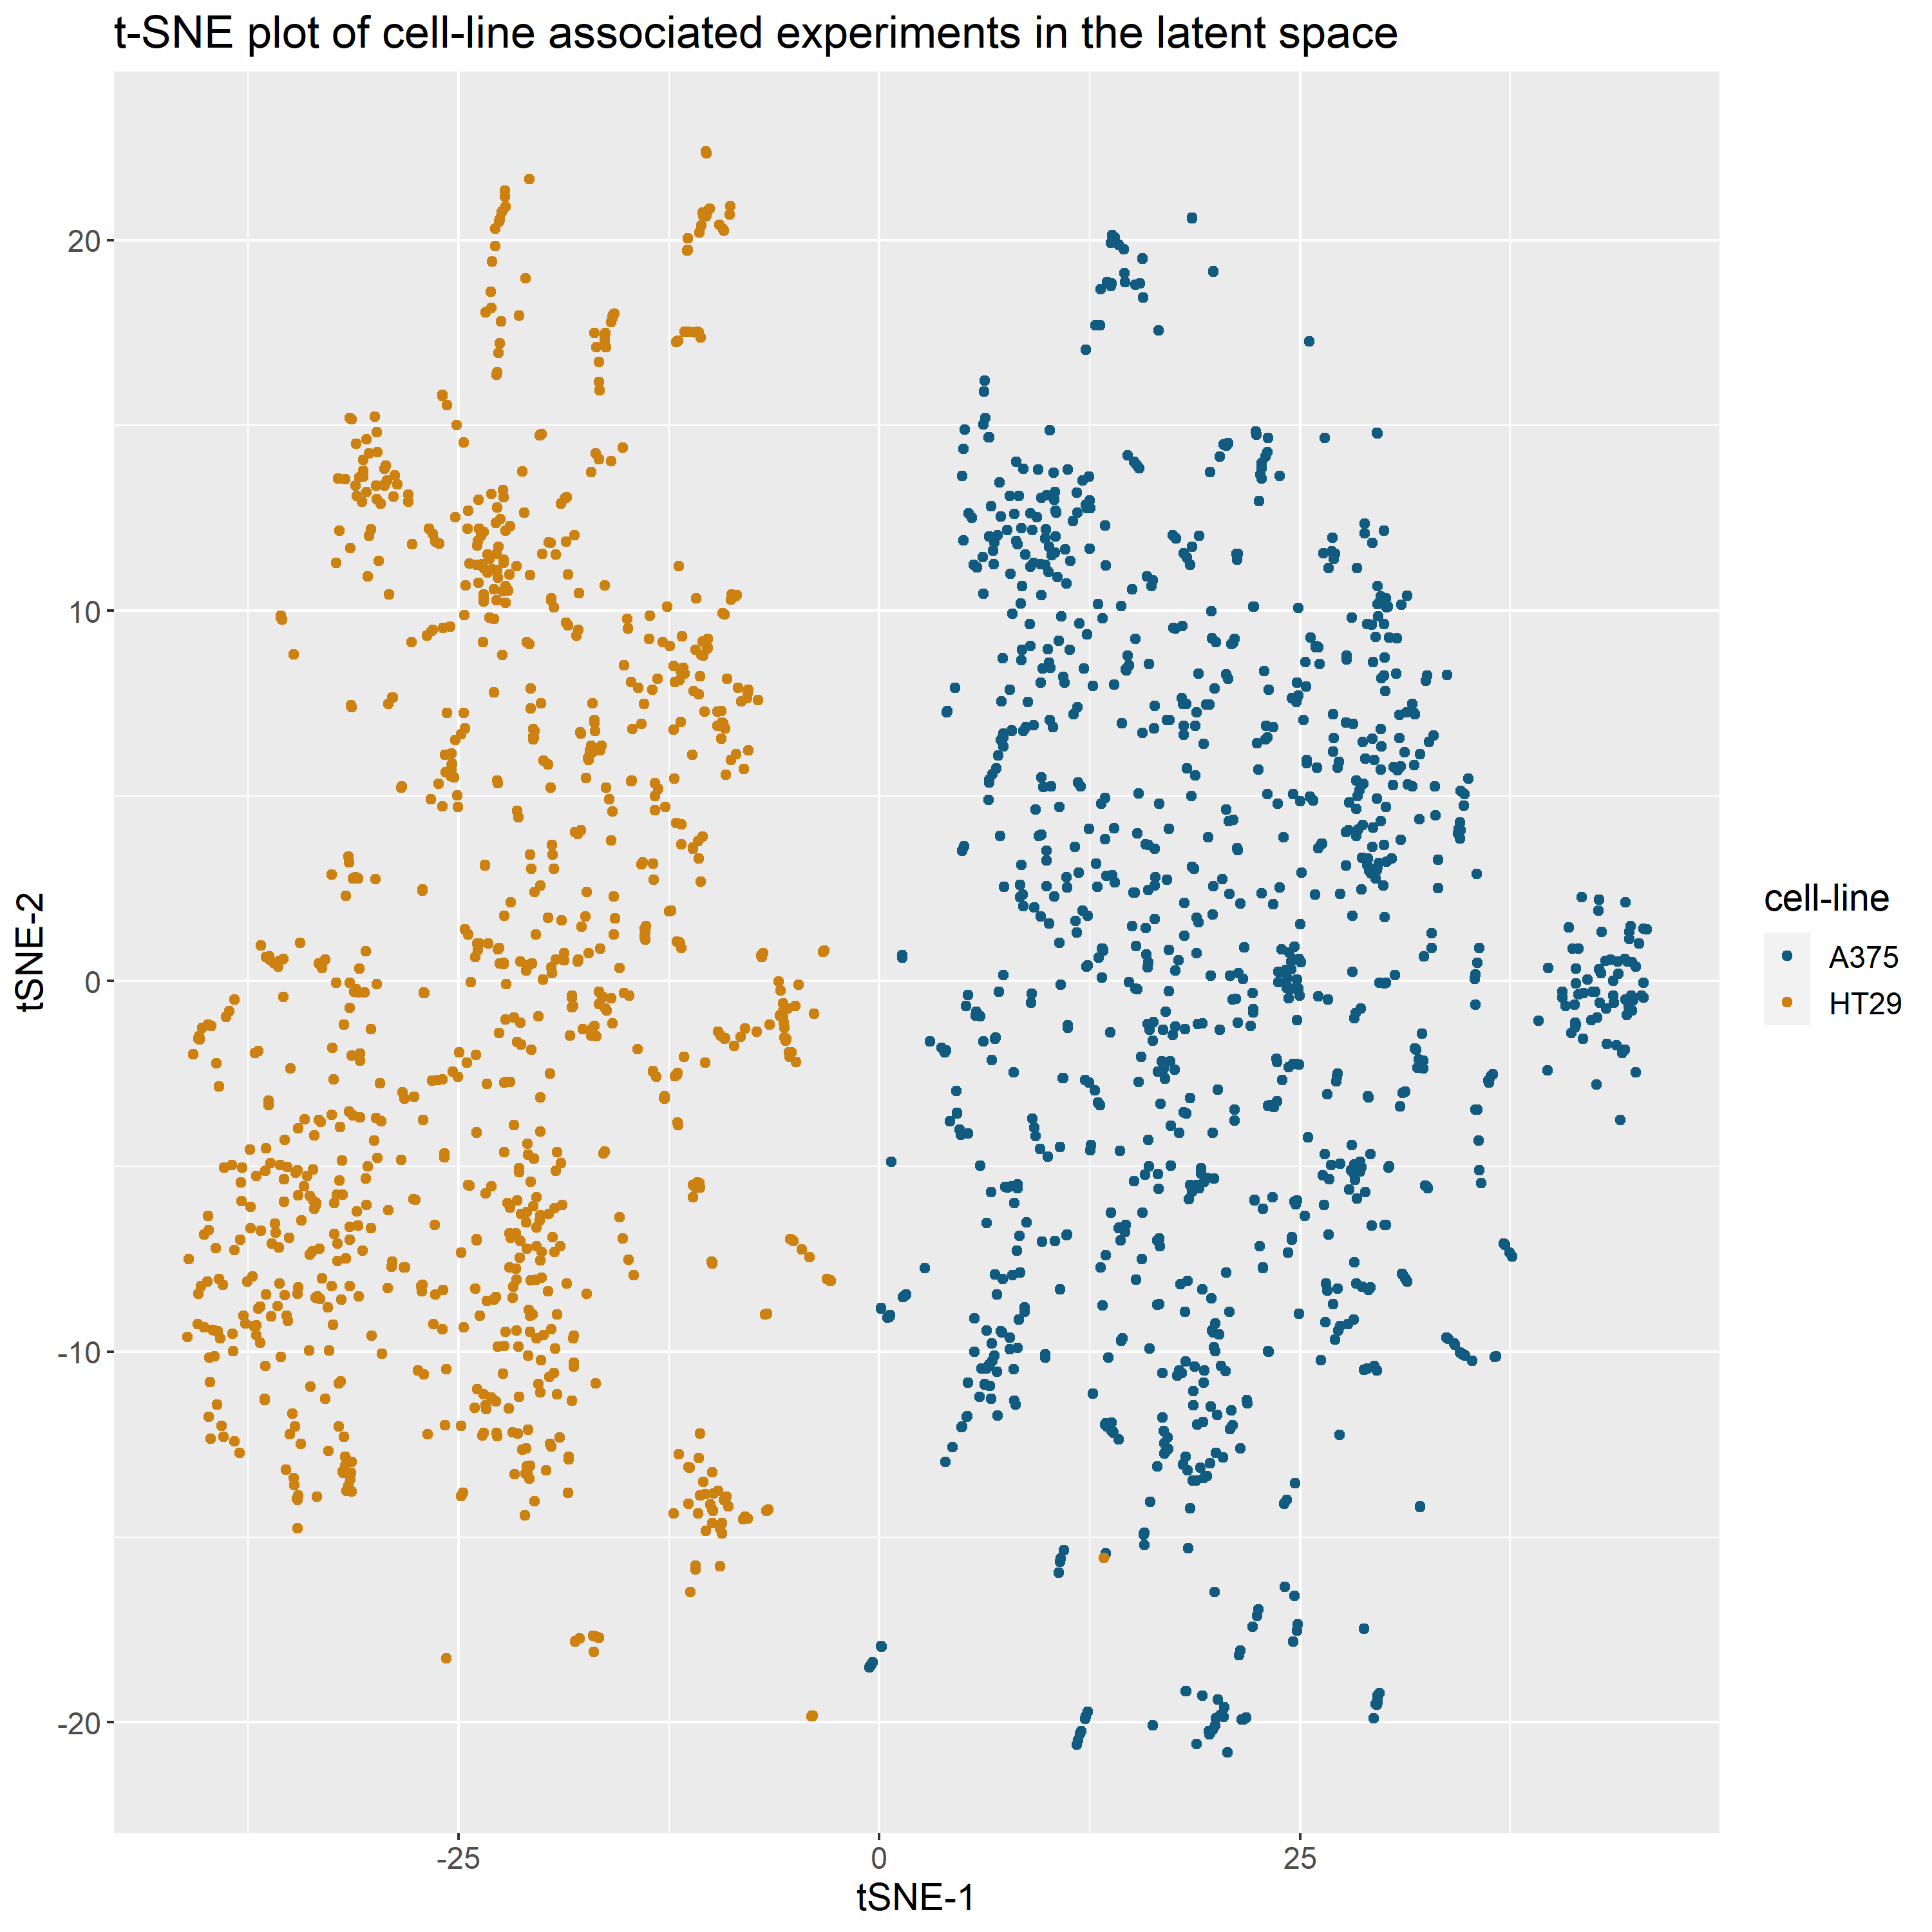 t-SNE plot of cell-line associated experiments in the latent space
tSNE-2
20
10
0
-10
-20
-25
0
25
tSNE-1
cell-line
A375
HT29